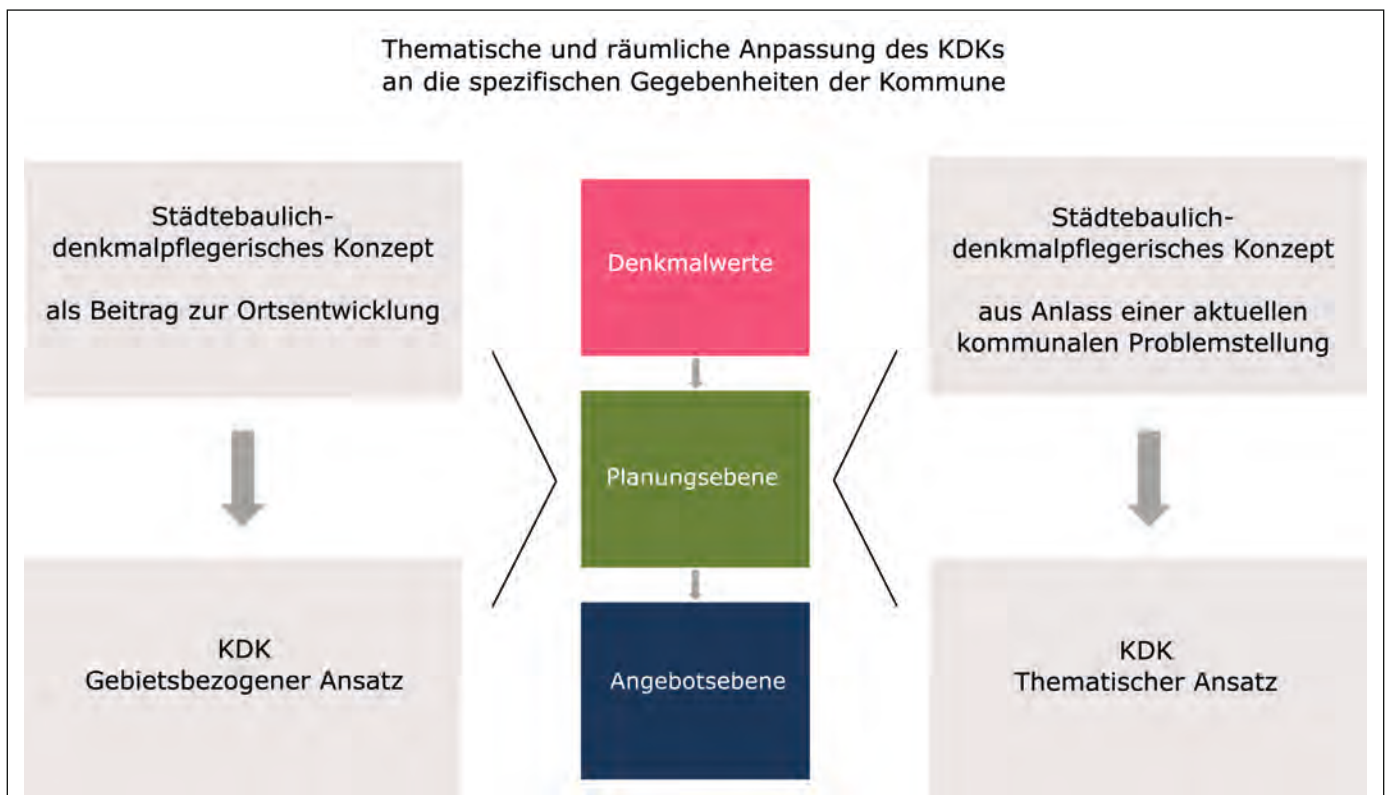 Thematische und räumliche Anpassung des KDKs
an die spezifischen Gegebenheiten der Kommune
Städtebaulich-
denkmalpflegerisches Konzept
als Beitrag zur Ortsentwicklung
KDK
Gebietsbezogener Ansatz
Denkmalwerte
Planungsebene
Angebotsebene
Städtebaulich-
denkmalpflegerisches Konzept
aus Anlass einer aktuellen
kommunalen Problemstellung
KDK
Thematischer Ansatz